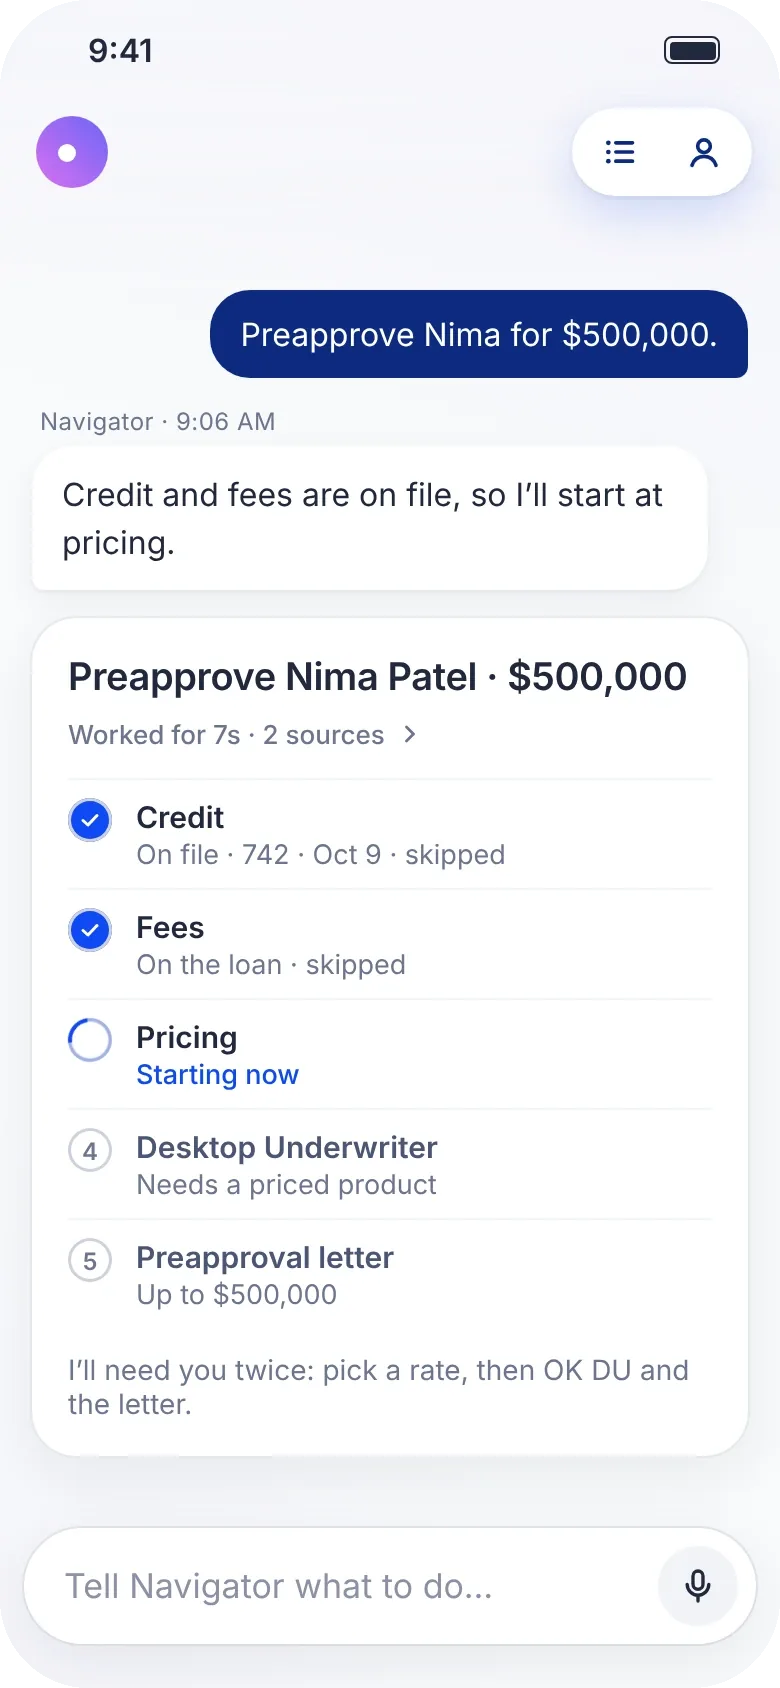 9:41
Preapprove Nima for $500,000.
Navigator · 9:06 AM
Credit and fees are on file, so I’ll start at
pricing.
Preapprove Nima Patel · $500,000
Worked for 7s · 2 sources
Credit
On file · 742 · Oct 9 · skipped
Fees
On the loan · skipped
Pricing
Starting now
4
Desktop Underwriter
Needs a priced product
5
Preapproval letter
Up to $500,000
I’ll need you twice: pick a rate, then OK DU and
the letter.
Tell Navigator what to do...